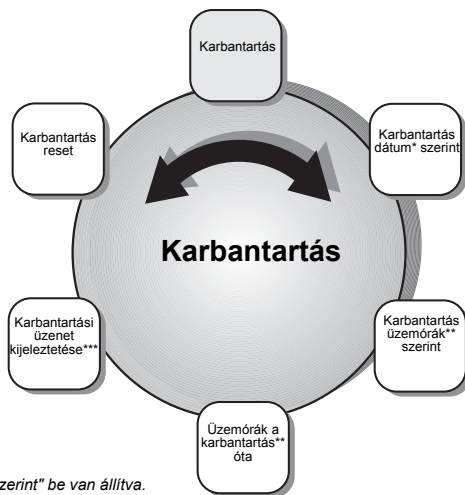 Karbantartás
Karbantartás
dátum* szerint
Karbantartás
üzemórák**
szerint
Üzemórák a
karbantartás**
óta
Karbantartási
üzenet
kijeleztetése***
Karbantartás
reset
Karbantartás
zerint" be van állítva.